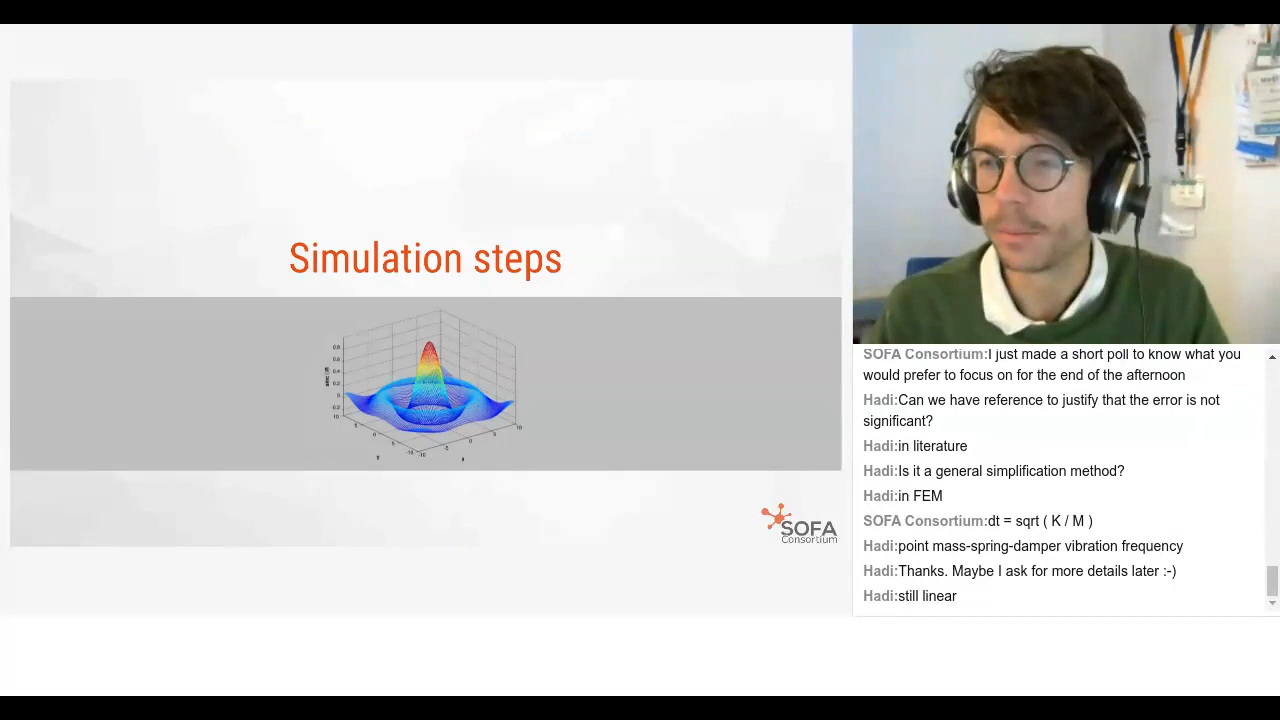 Simulation steps
SOFA
Consortium
SOFA Consortium:I just made a short poll to know what you
would prefer to focus on for the end of the afternoon
Hadi:Can we have reference to justify that the error is not
significant?
Hadi:in literature
Hadi:Is it a general simplification method?
Hadi:in FEM
SOFA Consortium:dt = sqrt ( K / M )
Hadi:point mass-spring-damper vibration frequency
Hadi:Thanks. Maybe I ask for more details later :-)
Hadi:still linear